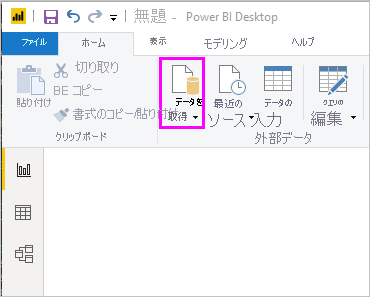 無題 - Power BI Desktop
ファイル ホーム 表示 モデリング ヘルプ
切り取り
BE コピー
貼り付け
書式のコピー/貼り付け
クリップボード
データを
取得
最近の
ソース
データの
入力
クエリの
編集
外部データ